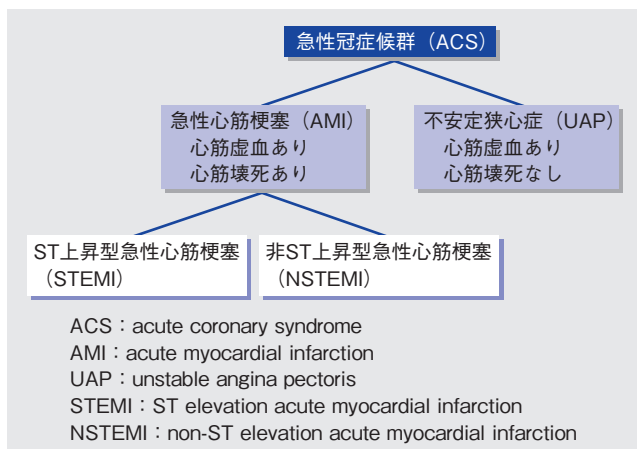 急性冠症候群（ACS）
急性心筋梗塞（AMI）
心筋虚血あり
心筋壊死あり
不安定狭心症（UAP）
心筋虚血あり
心筋壊死なし
ST上昇型急性心筋梗塞
（STEMI）
非ST上昇型急性心筋梗塞
（NSTEMI）
ACS：acute coronary syndrome
AMI：acute myocardial infarction
UAP：unstable angina pectoris
STEMI：ST elevation acute myocardial infarction
NSTEMI：non-ST elevation acute myocardial infarction